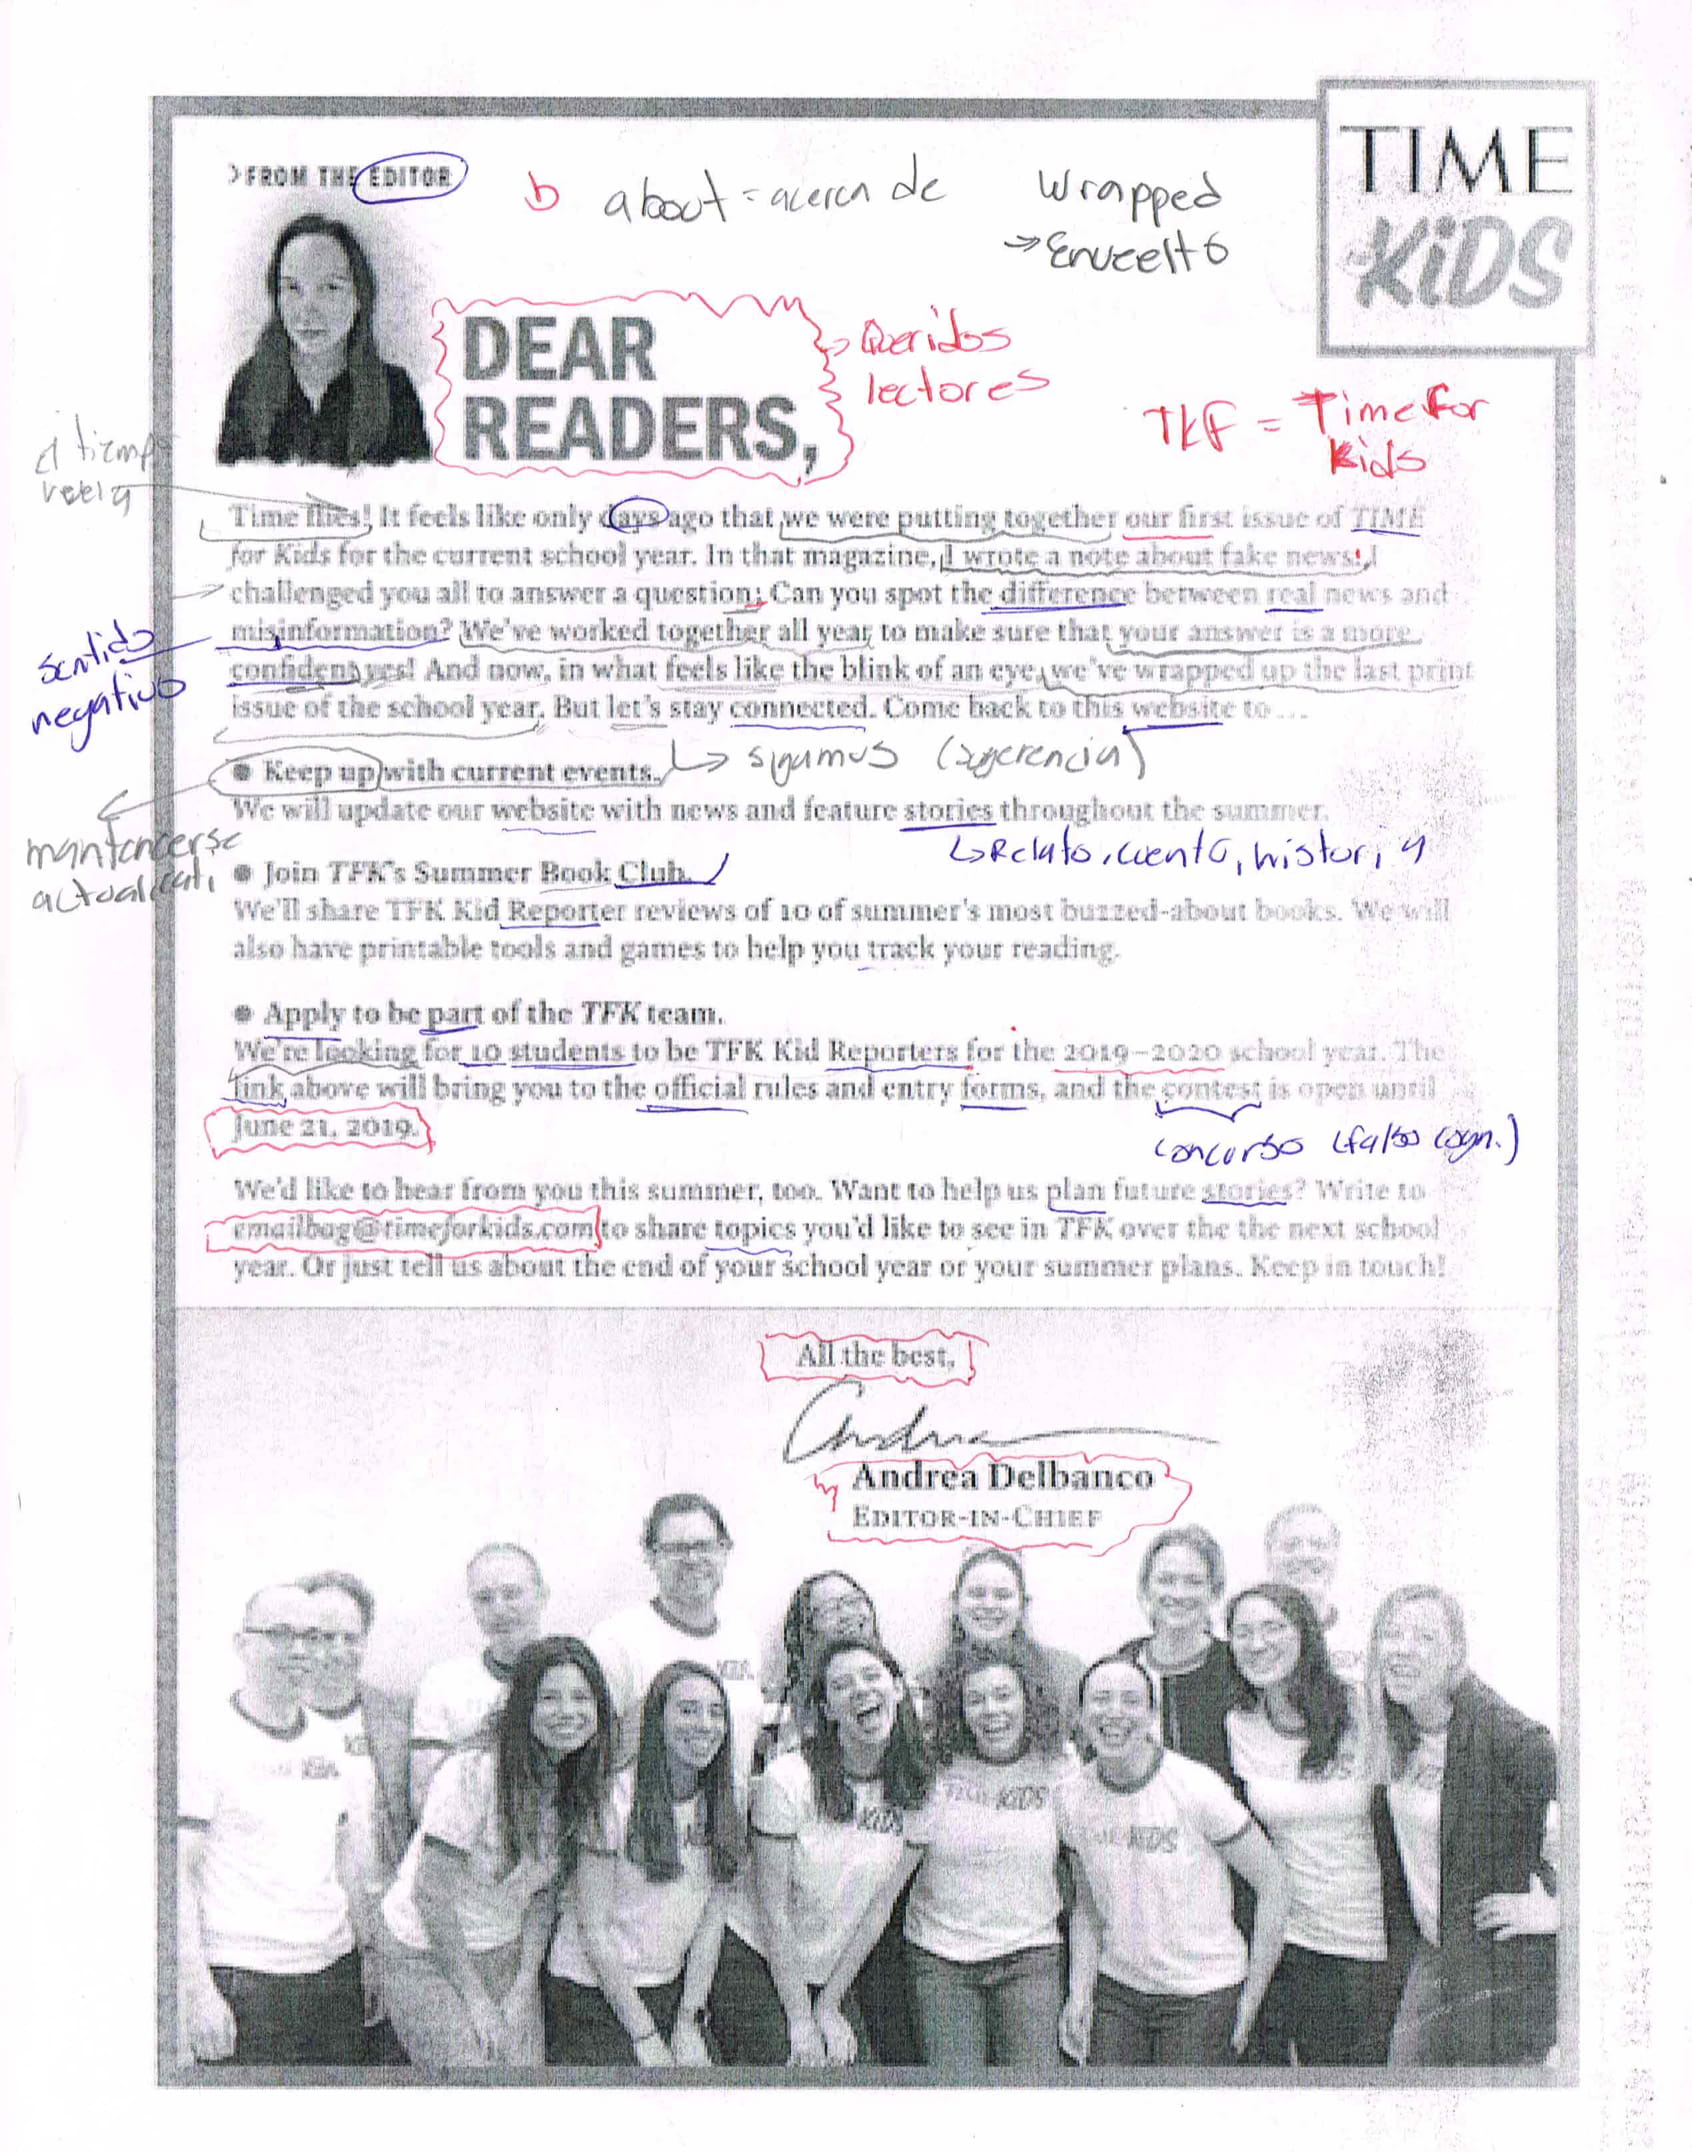 TIME
for KiDS
>FROM THE EDITOR
b
about = acerca de
Wrapped
→ Envuelto
DEAR
READERS,
→ Queridos
lectores
TKF = Time For
Kids
el tiempo
vuela
Time flies! It feels like only days ago that we were putting together our first issue of TIME
for Kids for the current school year. In that magazine, I wrote a note about fake news. I
challenged you all to answer a question: Can you spot the difference between real news and
misinformation? We've worked together all year to make sure that your answer is a more
confident yes! And now, in what feels like the blink of an eye, we've wrapped up the last print
issue of the school year. But let's stay connected. Come back to this website to ...
sentido
negativo
↳ sigamos (sugerencia)
● Keep up with current events.
We will update our website with news and feature stories throughout the summer.
mantenerse
↳ Relato, cuento, historia
● Join TFK's Summer Book Club.
We'll share TFK Kid Reporter reviews of 10 of summer's most buzzed-about books. We will
also have printable tools and games to help you track your reading.
● Apply to be part of the TFK team.
We're looking for 10 students to be TFK Kid Reporters for the 2019–2020 school year. The
link above will bring you to the official rules and entry forms, and the contest is open until
June 21, 2019.
concurso (falso cogn.)
We'd like to hear from you this summer, too. Want to help us plan future stories? Write to
emailbag@timeforkids.com to share topics you'd like to see in TFK over the the next school
year. Or just tell us about the end of your school year or your summer plans. Keep in touch!
All the best,
Andrea
Andrea Delbanco
EDITOR-IN-CHIEF
KiDS
KiDS
KiDS